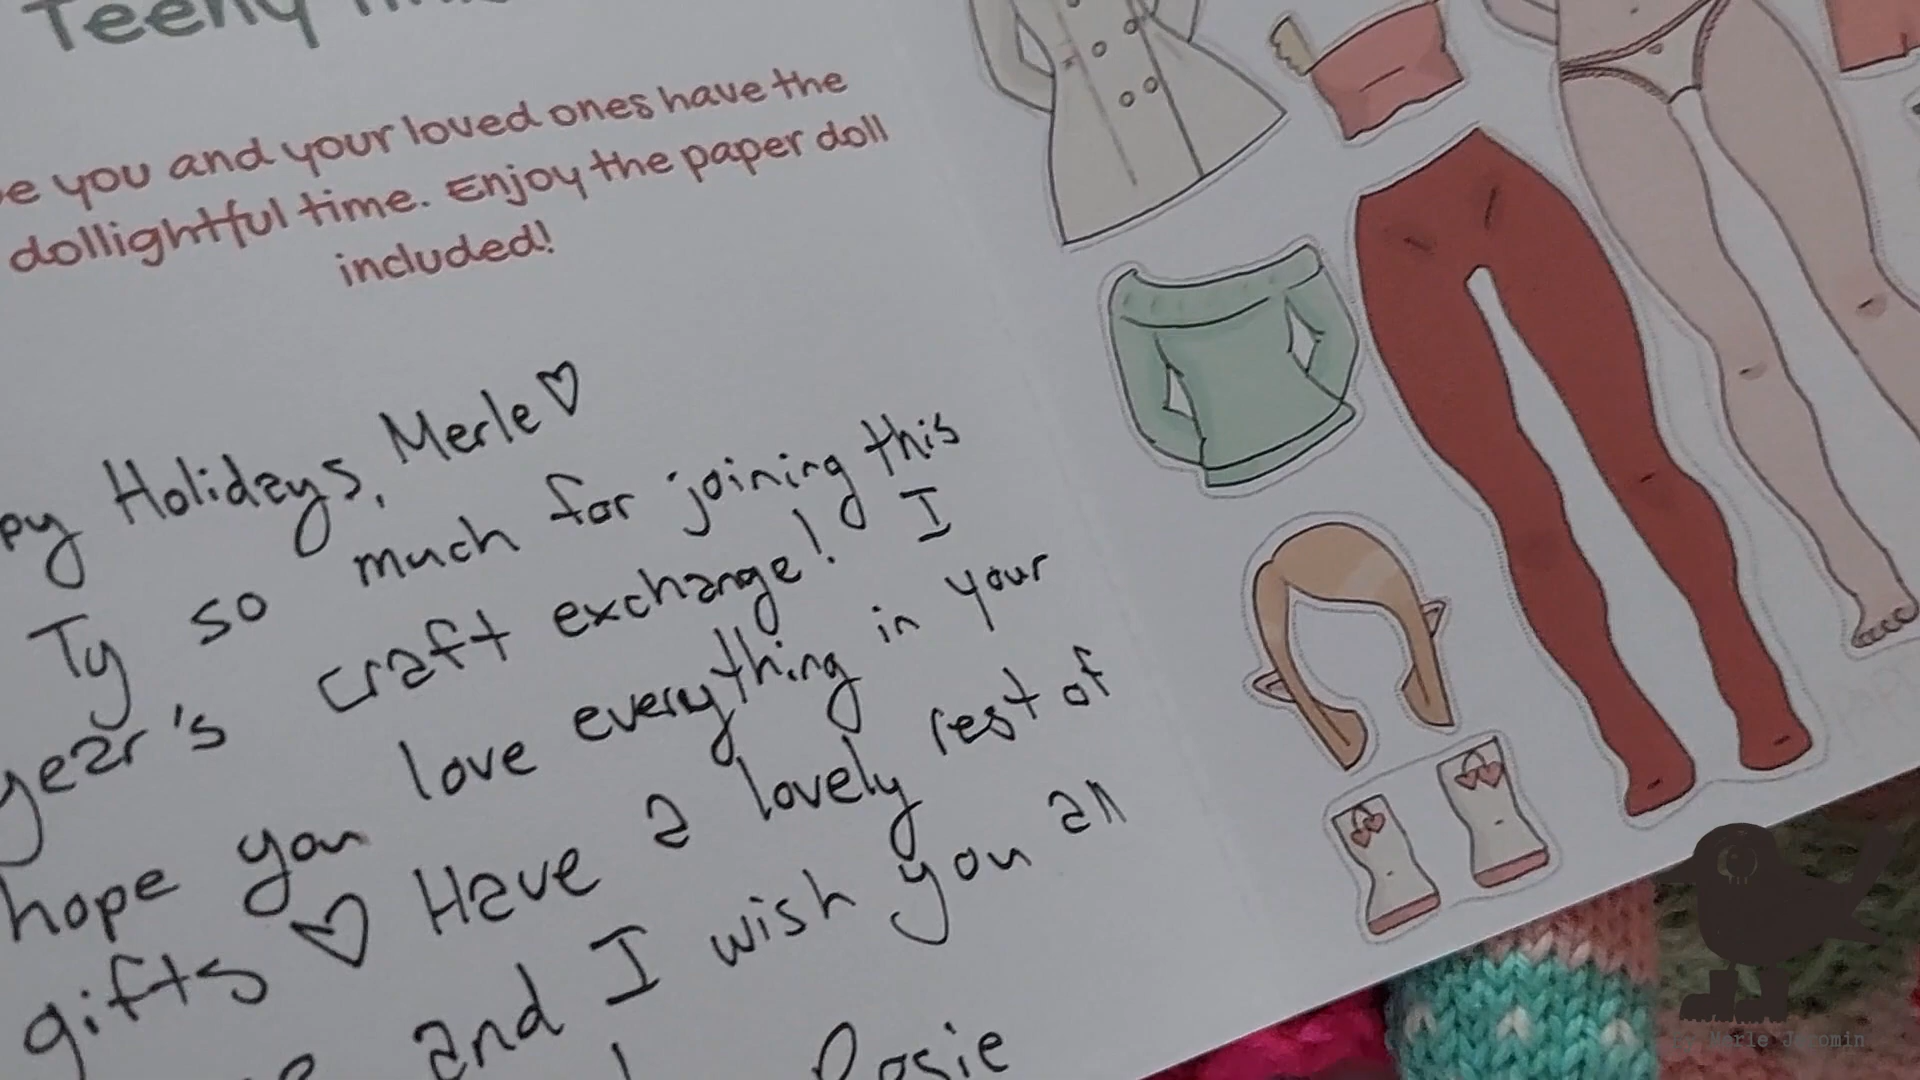 Teeny
you and your loved ones have the
dollightful time. Enjoy the paper doll
included!
Holidays, Merle ♡
Ty so much for joining this
year's craft exchange! I
hope you love everything in your
gifts ♡ Have a lovely rest of
and I wish you all
Rosie
Merle Jacomin